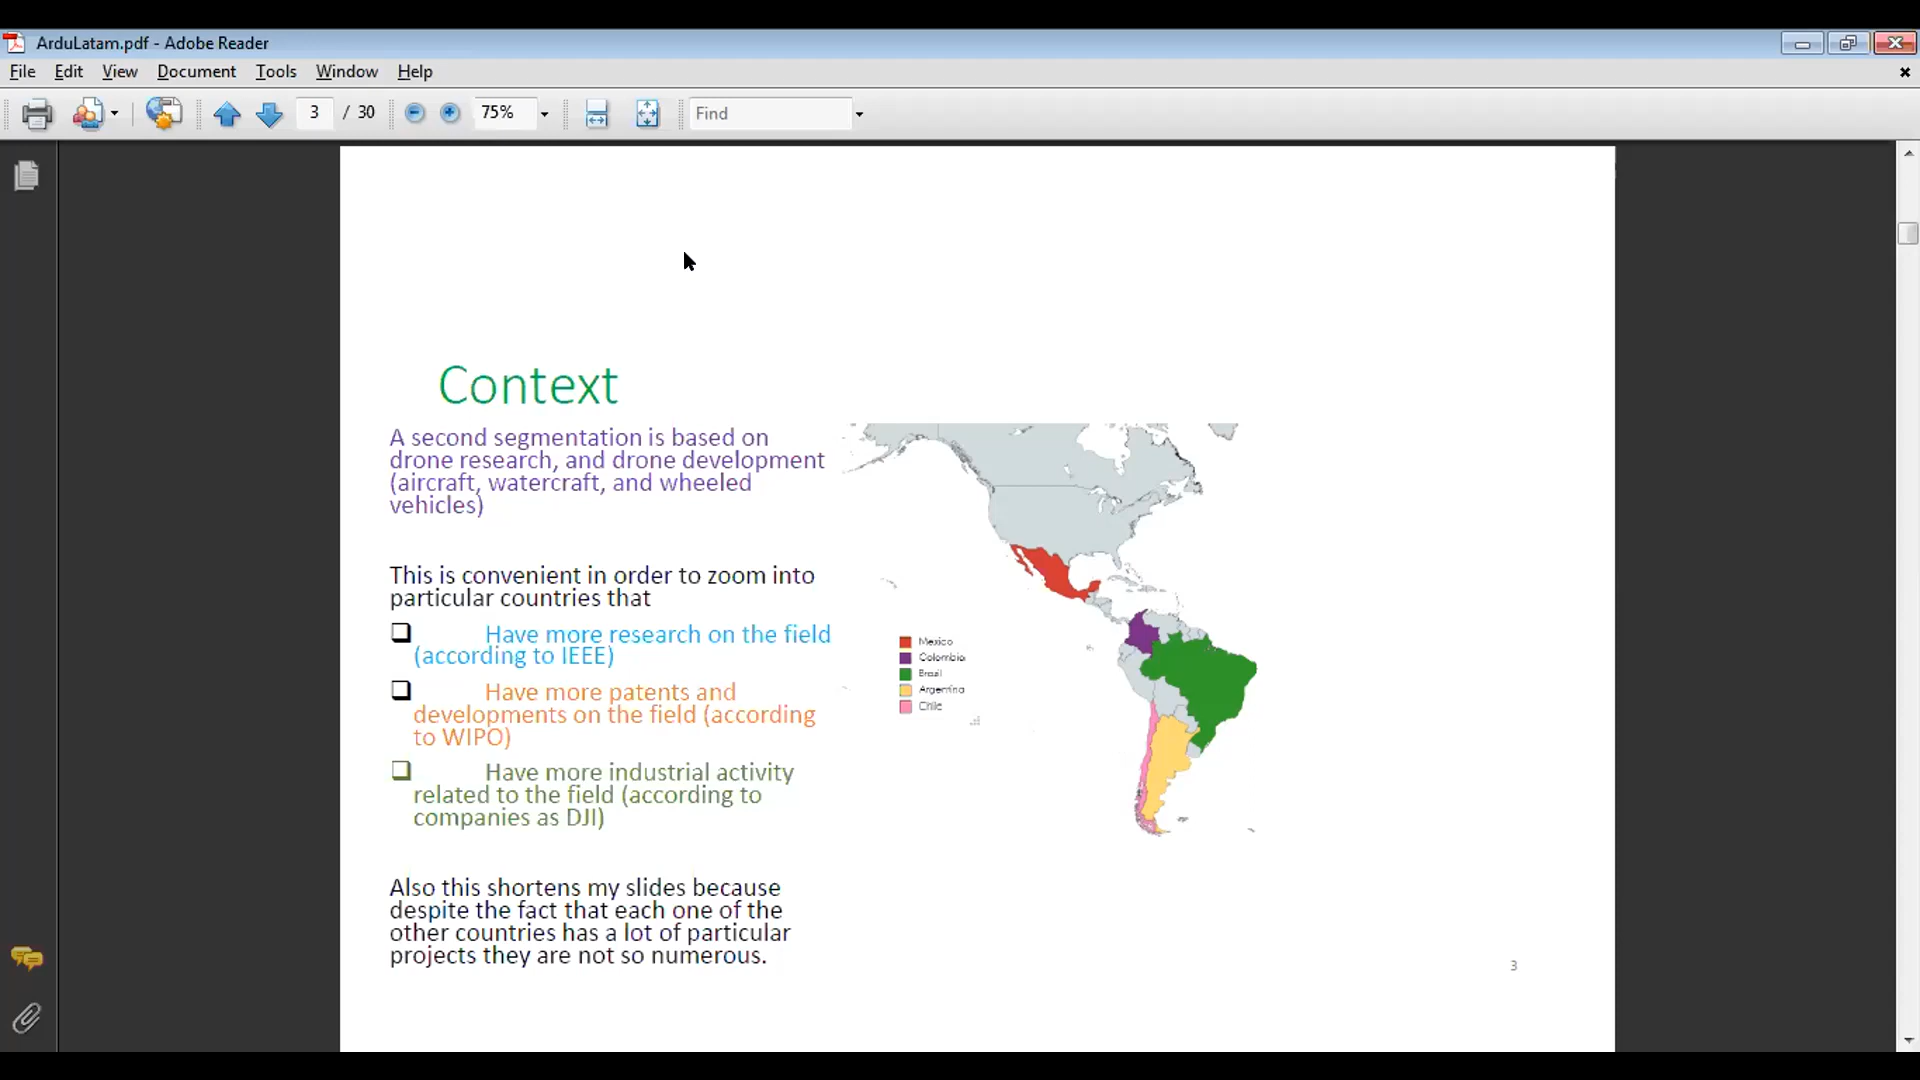 ArduLatam.pdf - Adobe Reader
File Edit View Document Tools Window Help
3 / 30 75% Find
Context
A second segmentation is based on
drone research, and drone development
(aircraft, watercraft, and wheeled
vehicles)
This is convenient in order to zoom into
particular countries that
Have more research on the field
(according to IEEE)
Have more patents and
developments on the field (according
to WIPO)
Have more industrial activity
related to the field (according to
companies as DJI)
Also this shortens my slides because
despite the fact that each one of the
other countries has a lot of particular
projects they are not so numerous.
Mexico
Colombia
Brasil
Argentina
Chile
3